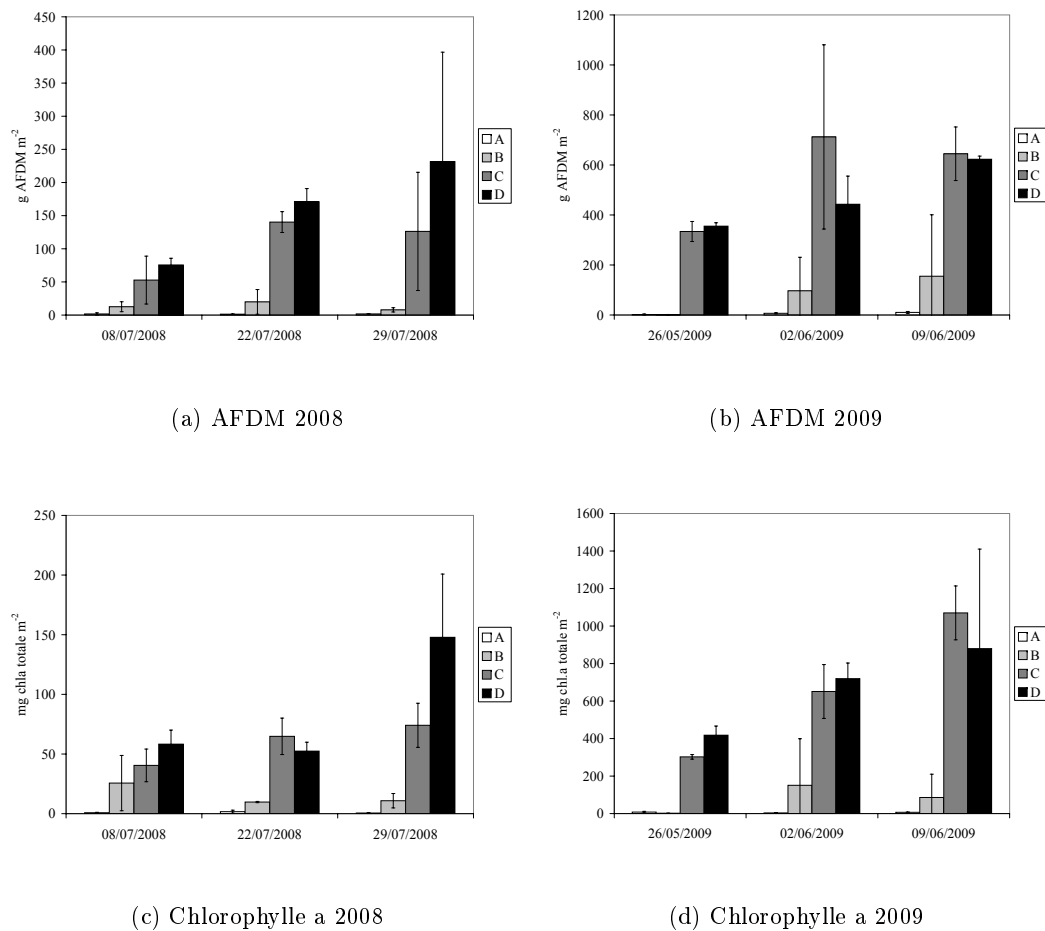 450
400
350
300
250
200
150
100
50
0
g AFDM m-2
08/07/2008 22/07/2008 29/07/2008
A
B
C
D
(a) AFDM 2008
1200
1000
800
600
400
200
0
g AFDM m-2
26/05/2009 02/06/2009 09/06/2009
A
B
C
D
(b) AFDM 2009
250
200
150
100
50
0
mg chla totale m-2
08/07/2008 22/07/2008 29/07/2008
A
B
C
D
(c) Chlorophylle a 2008
1600
1400
1200
1000
800
600
400
200
0
mg chl.a totale m-2
26/05/2009 02/06/2009 09/06/2009
A
B
C
D
(d) Chlorophylle a 2009